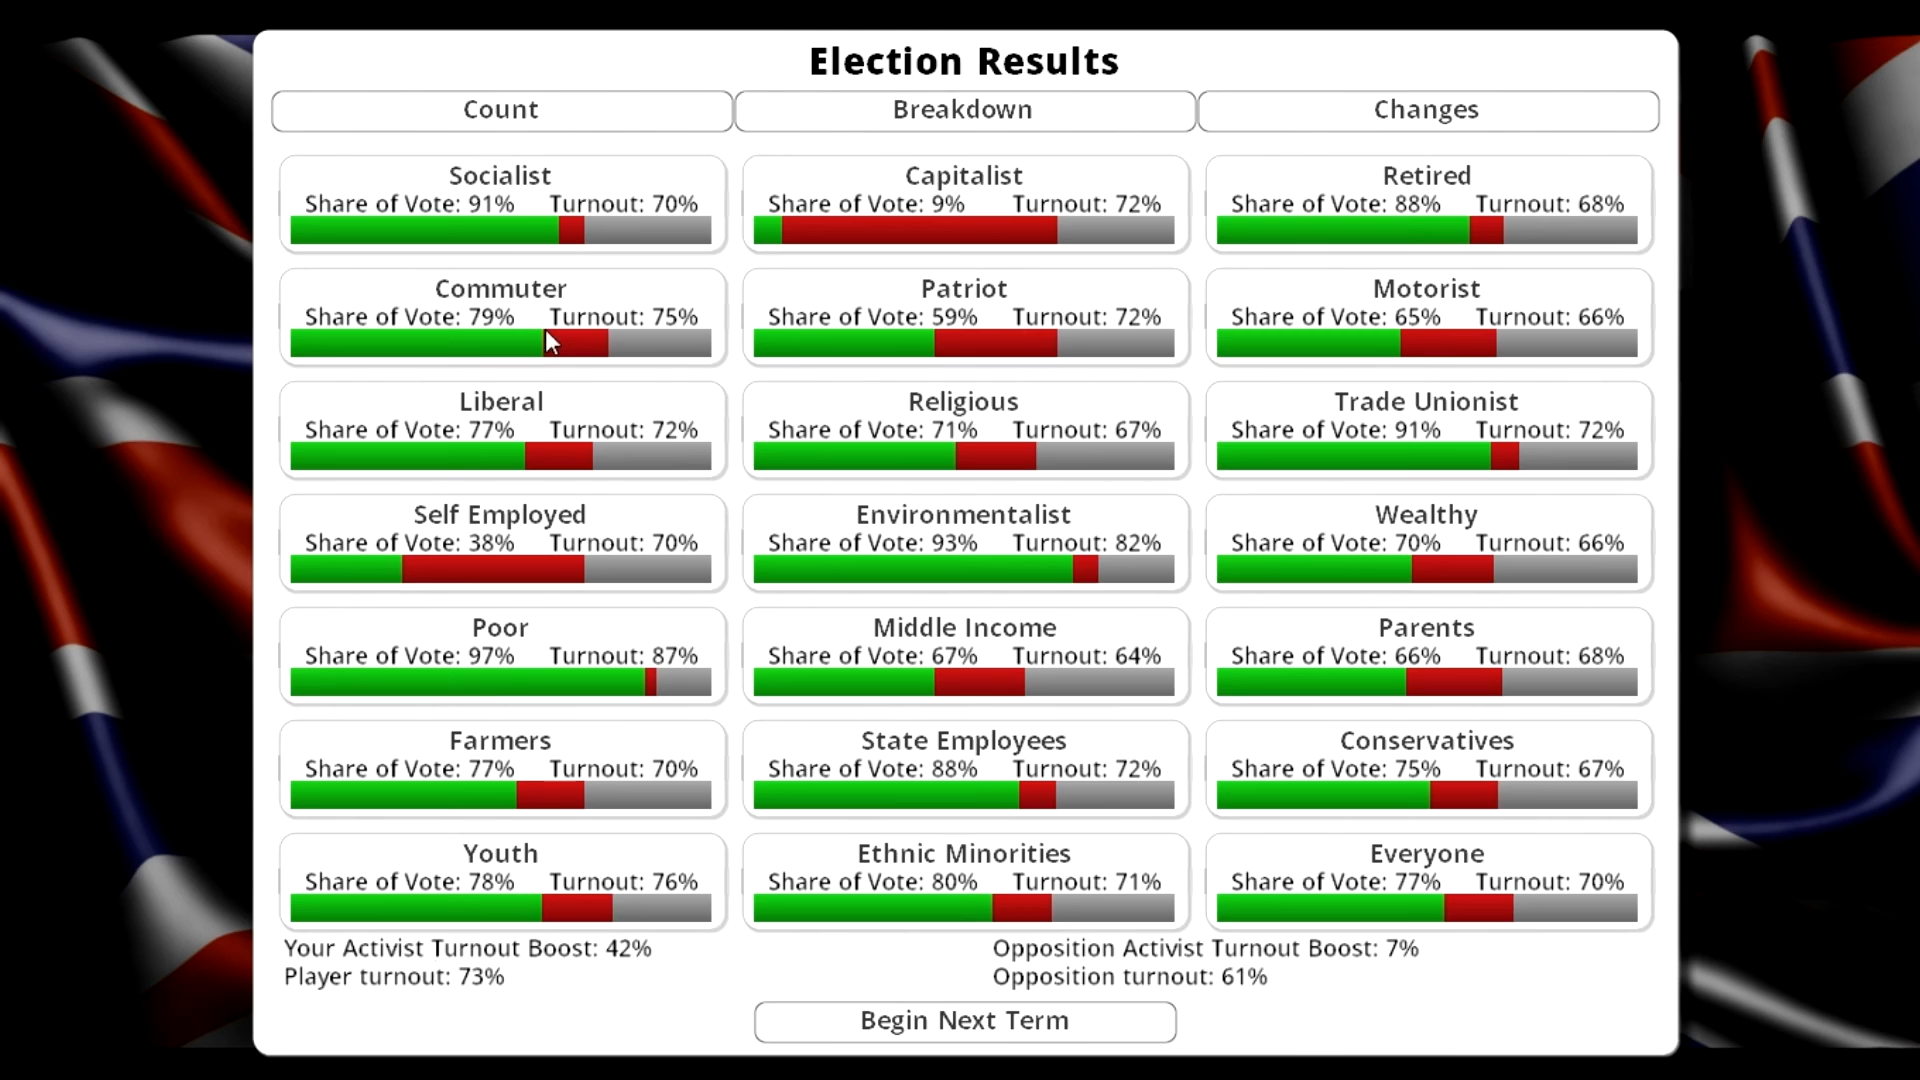 Election Results
Count Breakdown Changes
Socialist Capitalist Retired
Share of Vote: 91% Turnout: 70% Share of Vote: 9% Turnout: 72% Share of Vote: 88% Turnout: 68%
Commuter Patriot Motorist
Share of Vote: 79% Turnout: 75% Share of Vote: 59% Turnout: 72% Share of Vote: 65% Turnout: 66%
Liberal Religious Trade Unionist
Share of Vote: 77% Turnout: 72% Share of Vote: 71% Turnout: 67% Share of Vote: 91% Turnout: 72%
Self Employed Environmentalist Wealthy
Share of Vote: 38% Turnout: 70% Share of Vote: 93% Turnout: 82% Share of Vote: 70% Turnout: 66%
Poor Middle Income Parents
Share of Vote: 97% Turnout: 87% Share of Vote: 67% Turnout: 64% Share of Vote: 66% Turnout: 68%
Farmers State Employees Conservatives
Share of Vote: 77% Turnout: 70% Share of Vote: 88% Turnout: 72% Share of Vote: 75% Turnout: 67%
Youth Ethnic Minorities Everyone
Share of Vote: 78% Turnout: 76% Share of Vote: 80% Turnout: 71% Share of Vote: 77% Turnout: 70%
Your Activist Turnout Boost: 42% Opposition Activist Turnout Boost: 7%
Player turnout: 73% Opposition turnout: 61%
Begin Next Term